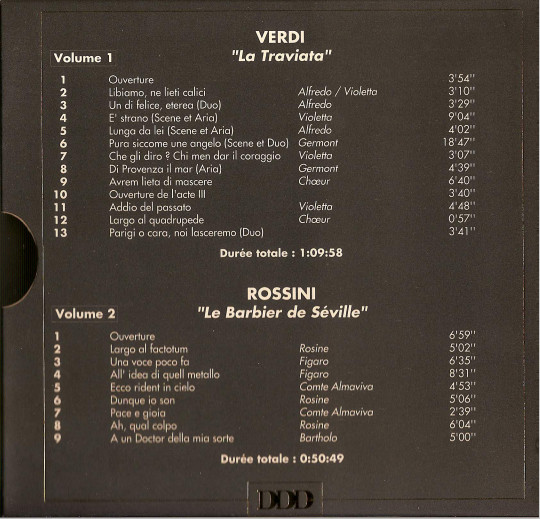 VERDI
Volume 1 "La Traviata"
1 Ouverture 3'54''
2 Libiamo, ne lieti calici Alfredo / Violetta 3'10''
3 Un di felice, eterea (Duo) Alfredo 3'29''
4 E' strano (Scene et Aria) Violetta 9'04''
5 Lunga da lei (Scene et Aria) Alfredo 4'02''
6 Pura siccome une angelo (Scene et Duo) Germont 18'47''
7 Che gli diro ? Chi men dar il coraggio Violetta 3'07''
8 Di Provenza il mar (Aria) Germont 4'39''
9 Avrem lieta di mascere Chœur 6'40''
10 Ouverture de l'acte III 3'40''
11 Addio del passato Violetta 4'48''
12 Largo al quadrupede Chœur 0'57''
13 Parigi o cara, noi lasceremo (Duo) 3'41''
Durée totale : 1:09:58
ROSSINI
Volume 2 "Le Barbier de Séville"
1 Ouverture 6'59''
2 Largo al factotum Rosine 5'02''
3 Una voce poco fa Figaro 6'35''
4 All' idea di quell metallo Figaro 8'31''
5 Ecco rident in cielo Comte Almaviva 4'53''
6 Dunque io son Rosine 5'06''
7 Pace e gioia Comte Almaviva 2'39''
8 Ah, qual colpo Rosine 6'04''
9 A un Doctor della mia sorte Bartholo 5'00''
Durée totale : 0:50:49
DDD